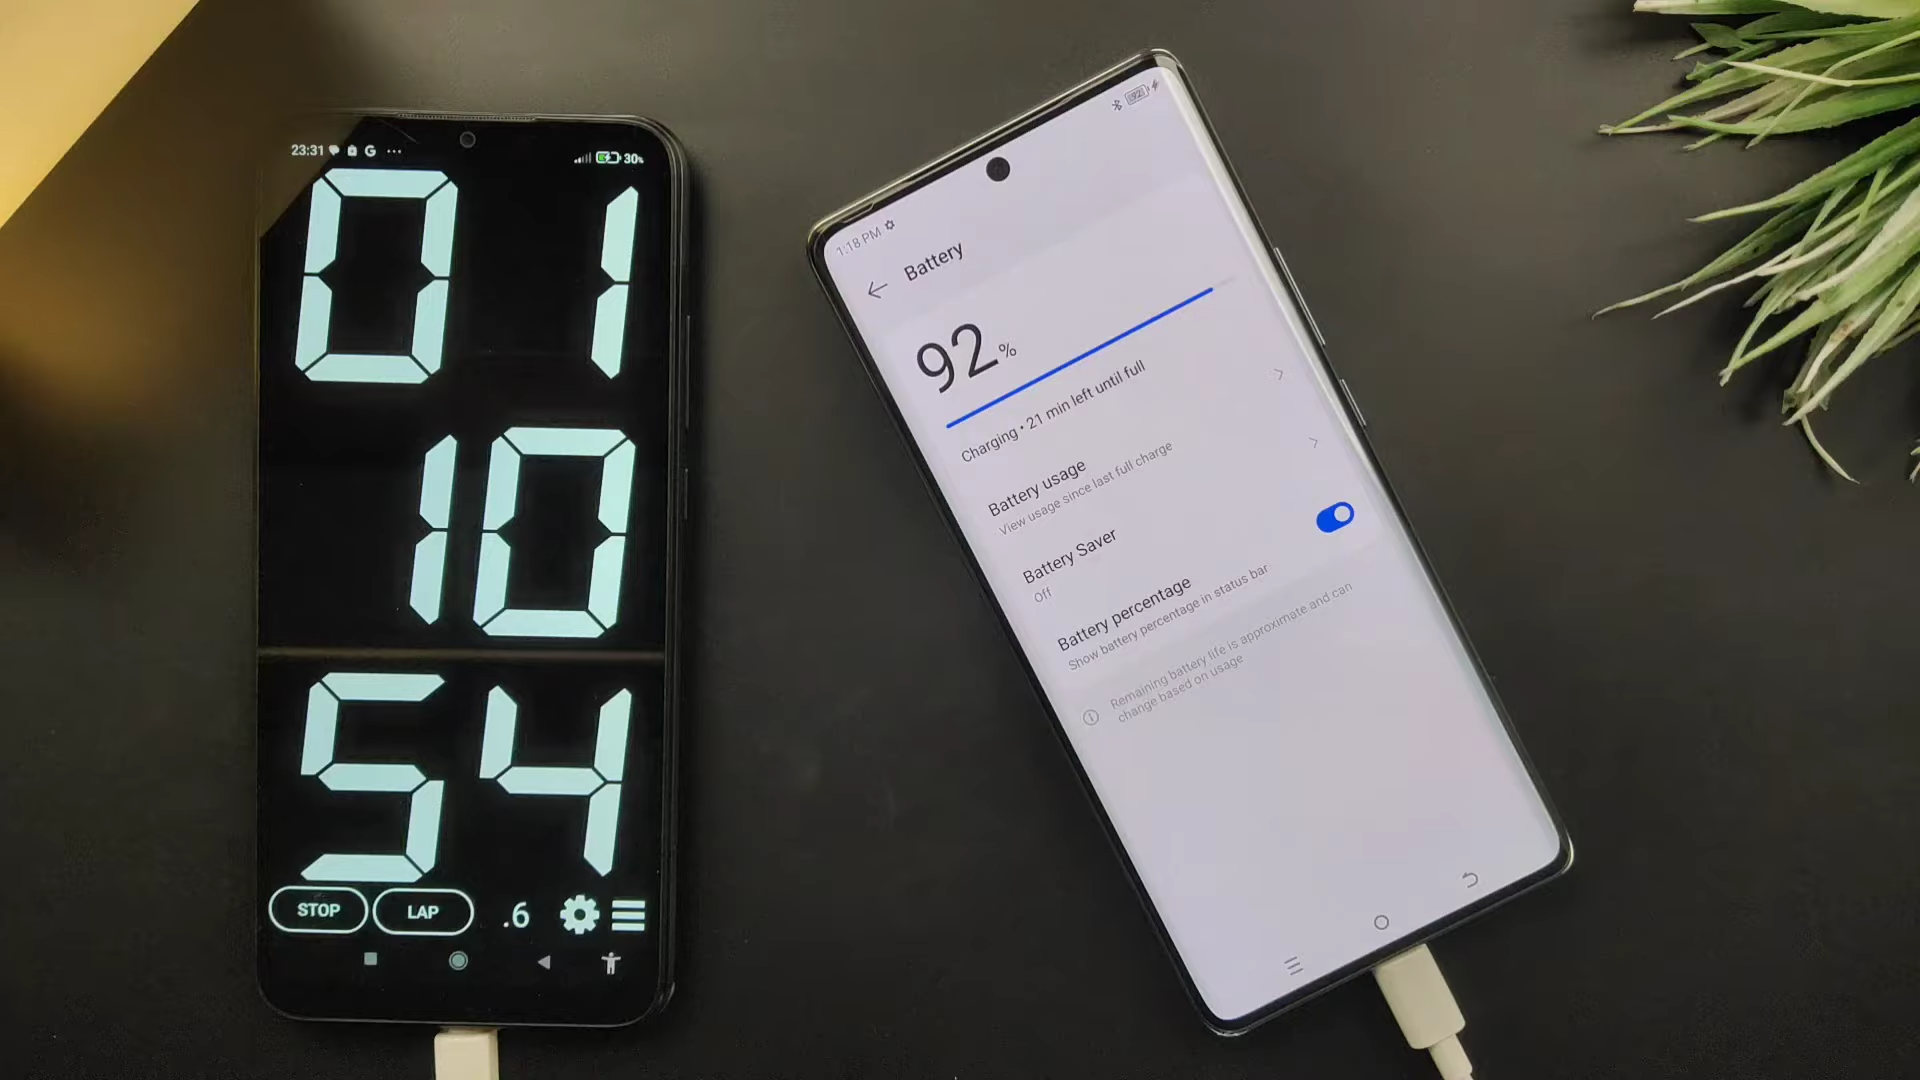 23:31 G ...
30%
01
10
54
STOP
LAP
.6
92
1:18 PM
Battery
92%
Charging • 21 min left until full
Battery usage
View usage since last full charge
Battery Saver
Off
Battery percentage
Show battery percentage in status bar
Remaining battery life is approximate and can
change based on usage